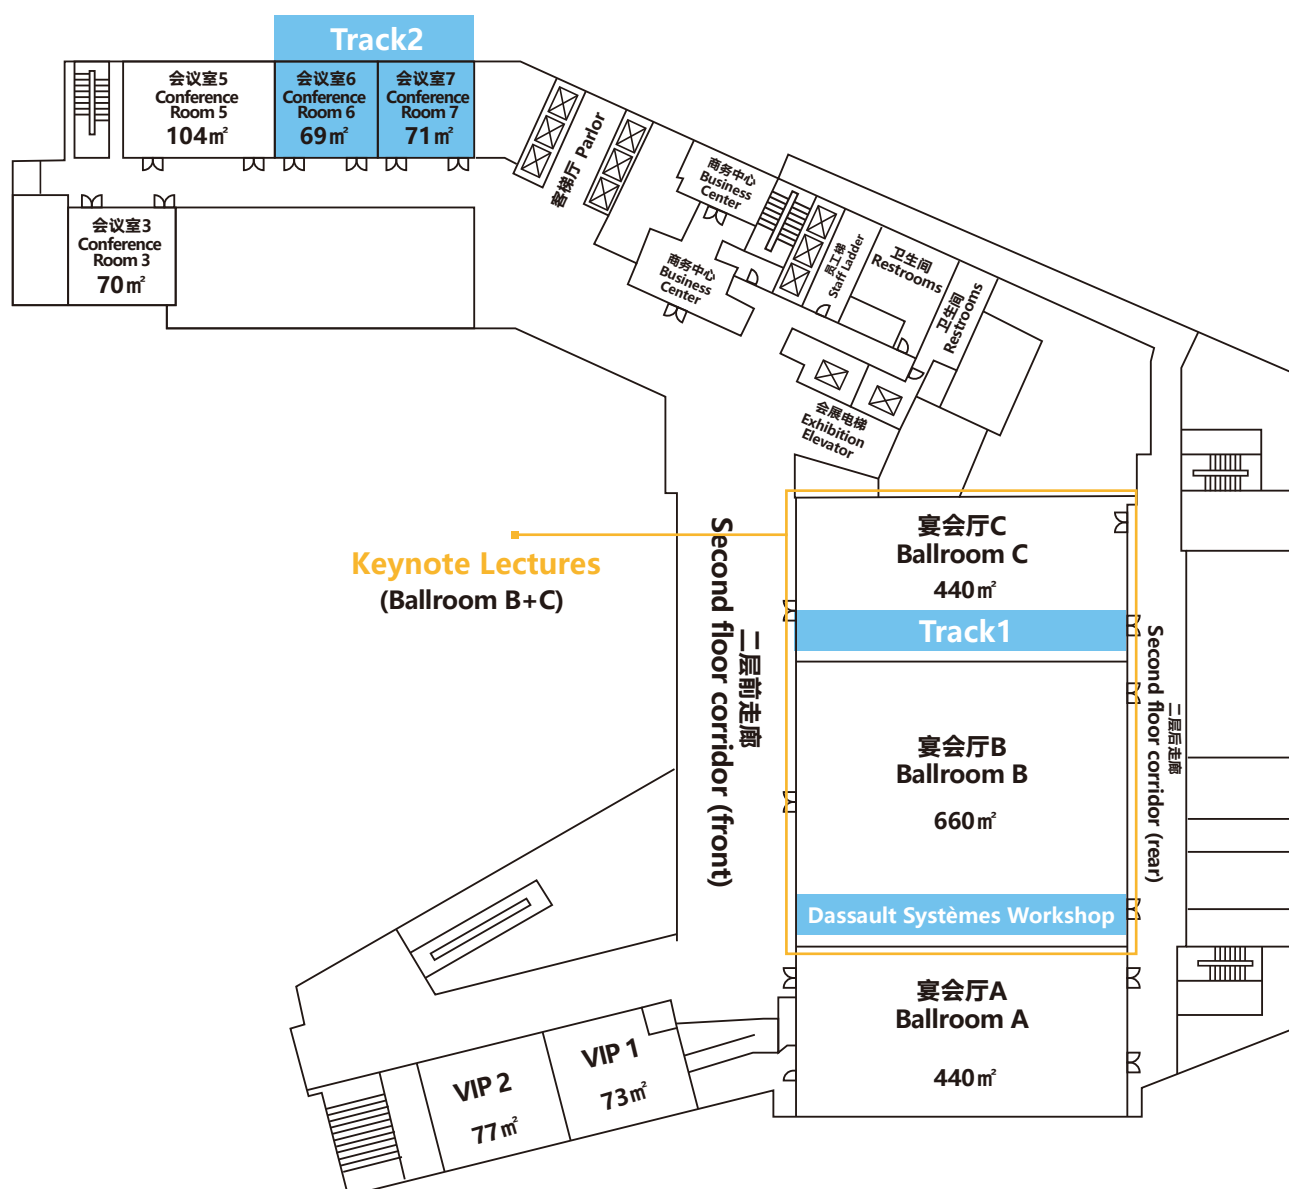 Track2
会议室5
Conference
Room 5
104㎡
会议室6
Conference
Room 6
69㎡
会议室7
Conference
Room 7
71㎡
会议室3
Conference
Room 3
70㎡
客梯厅 Parlor
商务中心
Business
Center
商务中心
Business
Center
员工梯
Staff Ladder
卫生间
Restrooms
卫生间
Restrooms
会展电梯
Exhibition
Elevator
Keynote Lectures
(Ballroom B+C)
二层前走廊
Second floor corridor (front)
宴会厅C
Ballroom C
440㎡
Track1
宴会厅B
Ballroom B
660㎡
Dassault Systèmes Workshop
二层后走廊
Second floor corridor (rear)
宴会厅A
Ballroom A
440㎡
VIP 1
73㎡
VIP 2
77㎡